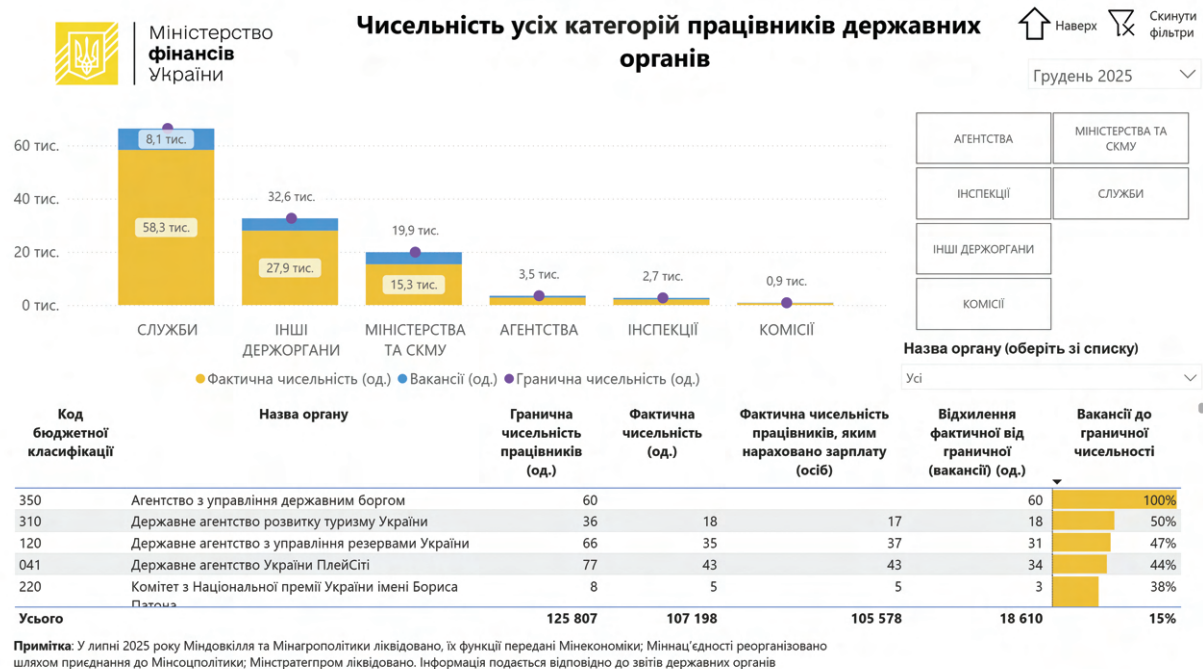 Міністерство
фінансів
України
Чисельність усіх категорій працівників державних
органів
Наверх
Скинути
фільтри
Грудень 2025
60 тис.
40 тис.
20 тис.
0 тис.
8,1 тис.
58,3 тис.
32,6 тис.
27,9 тис.
19,9 тис.
15,3 тис.
3,5 тис.
2,7 тис.
0,9 тис.
СЛУЖБИ
ІНШІ
ДЕРЖОРГАНИ
МІНІСТЕРСТВА
ТА СКМУ
АГЕНТСТВА
ІНСПЕКЦІЇ
КОМІСІЇ
Фактична чисельність (од.) Вакансії (од.) Гранична чисельність (од.)
АГЕНТСТВА
МІНІСТЕРСТВА ТА
СКМУ
ІНСПЕКЦІЇ
СЛУЖБИ
ІНШІ ДЕРЖОРГАНИ
КОМІСІЇ
Назва органу (оберіть зі списку)
Усі
Код
бюджетної
класифікації
Назва органу
Гранична
чисельність
працівників
(од.)
Фактична
чисельність
(од.)
Фактична чисельність
працівників, яким
нараховано зарплату
(осіб)
Відхилення
фактичної від
граничної
(вакансії) (од.)
Вакансії до
граничної
чисельності
350 Агентство з управління державним боргом 60 60 100%
310 Державне агентство розвитку туризму України 36 18 17 18 50%
120 Державне агентство з управління резервами України 66 35 37 31 47%
041 Державне агентство України ПлейСіті 77 43 43 34 44%
220 Комітет з Національної премії України імені Бориса 8 5 5 3 38%
Патона
Усього 125 807 107 198 105 578 18 610 15%
Примітка: У липні 2025 року Міндовкілля та Мінагрополітики ліквідовано, їх функції передані Мінекономіки; Міннац'єдності реорганізовано
шляхом приєднання до Мінсоцполітики; Мінстратегпром ліквідовано. Інформація подається відповідно до звітів державних органів